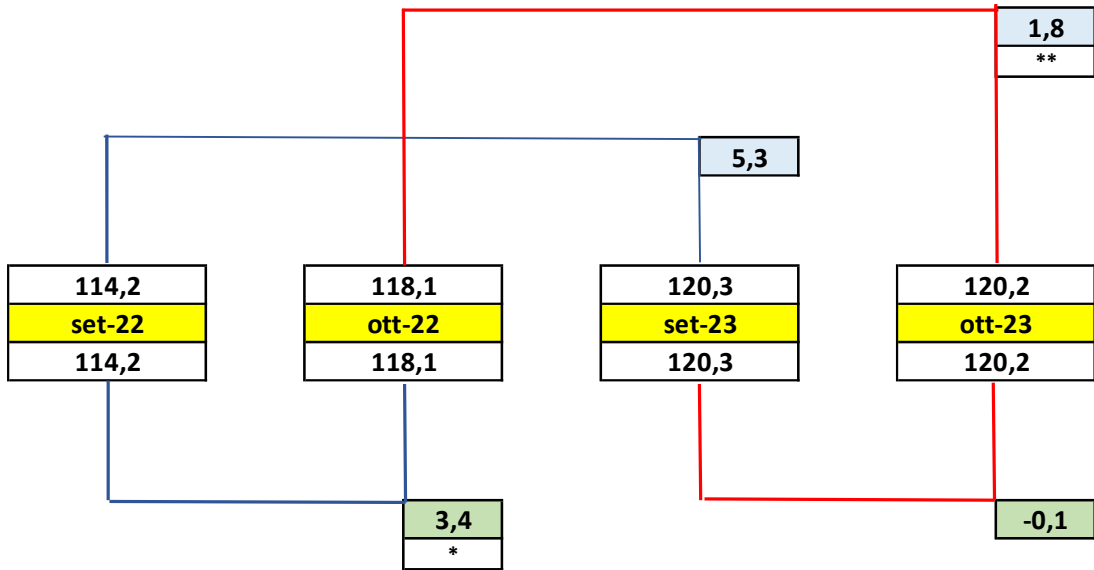 1,8
**
5,3
114,2 118,1 120,3 120,2
set-22 ott-22 set-23 ott-23
114,2 118,1 120,3 120,2
3,4 -0,1
*